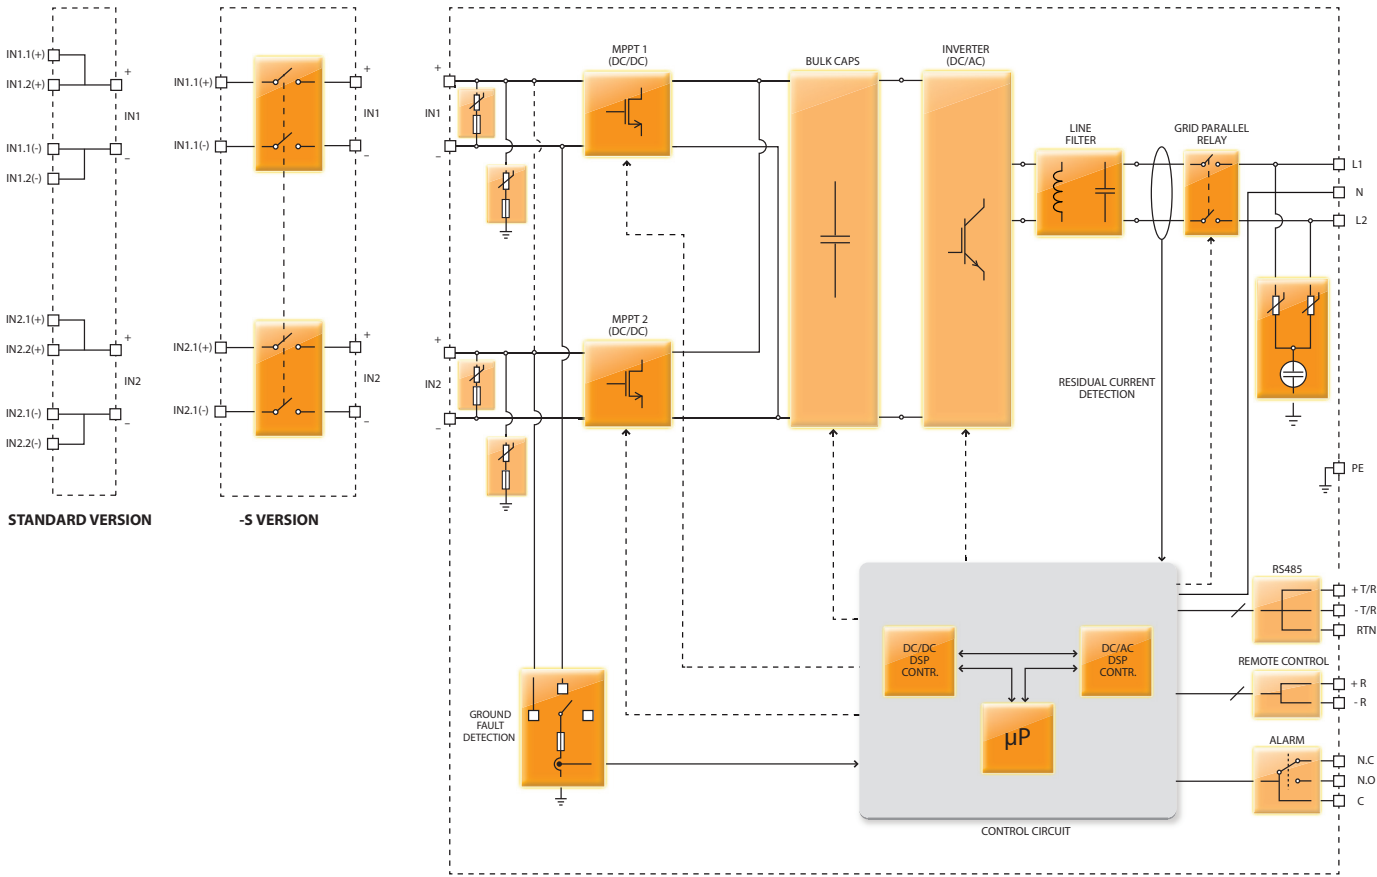 IN1.1(+)
IN1.2(+)
+
IN1
IN1.1(-)
–
IN1.2(-)
IN2.1(+)
+
IN2.2(+)
IN2
IN2.1(-)
–
IN2.2(-)
STANDARD VERSION
+
IN1.1(+)
IN1
IN1.1(-)
–
+
IN2.1(+)
IN2
IN2.1(-)
–
-S VERSION
+
IN1
–
+
IN2
–
MPPT 1
(DC/DC)
MPPT 2
(DC/DC)
BULK CAPS
INVERTER
(DC/AC)
LINE
FILTER
GRID PARALLEL
RELAY
L1
N
L2
RESIDUAL CURRENT
DETECTION
PE
RS485
+ T/R
- T/R
RTN
REMOTE CONTROL
+ R
- R
ALARM
N.C
N.O
C
GROUND
FAULT
DETECTION
DC/DC
DSP
CONTR.
DC/AC
DSP
CONTR.
µP
CONTROL CIRCUIT